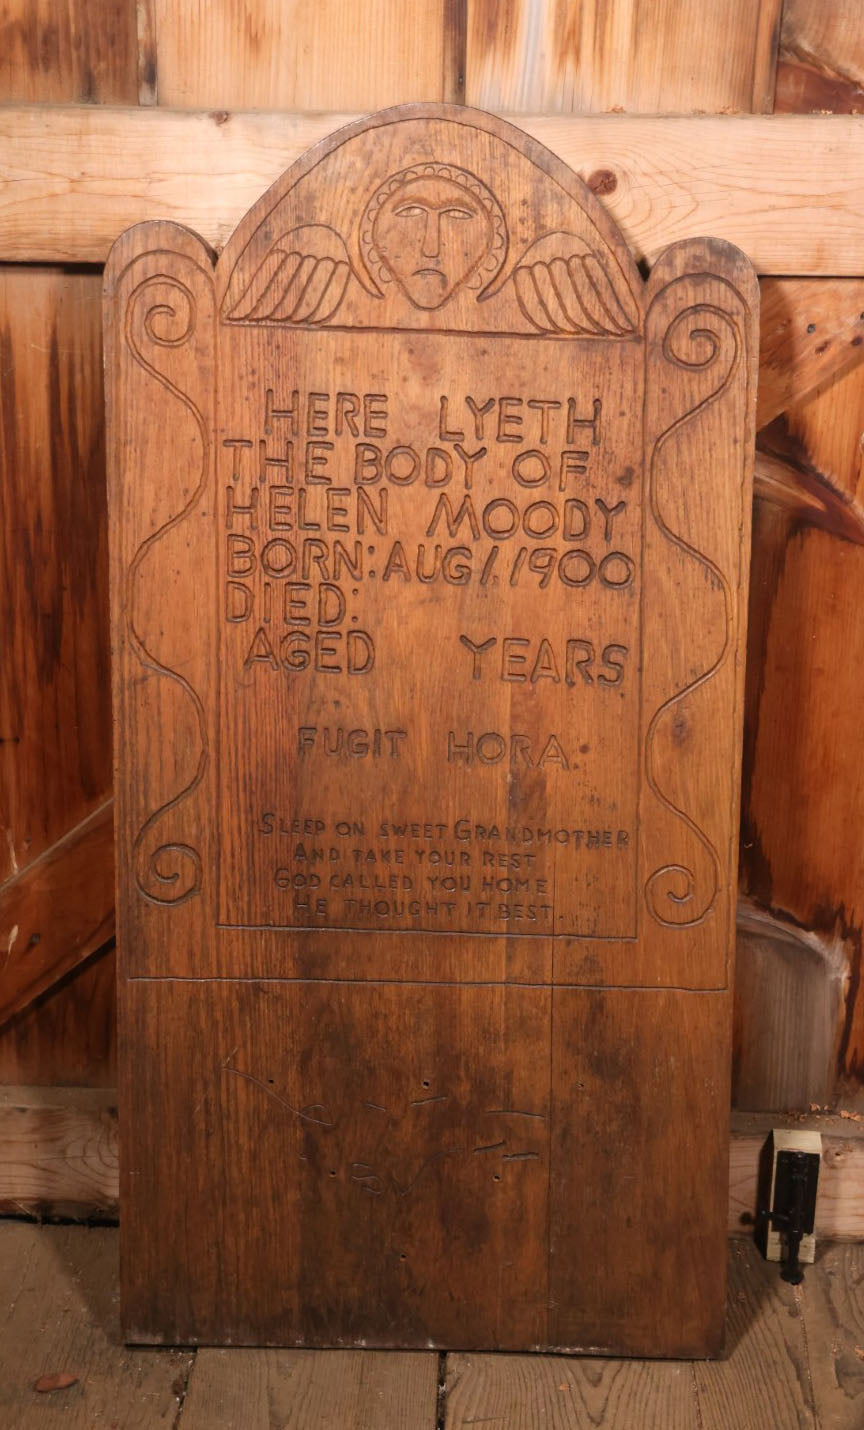 HERE LYETH
THE BODY OF
HELEN MOODY
BORN: AUG 1. 1900
DIED:
AGED YEARS
FUGIT HORA
SLEEP ON SWEET GRANDMOTHER
AND TAKE YOUR REST
GOD CALLED YOU HOME
HE THOUGHT IT BEST.